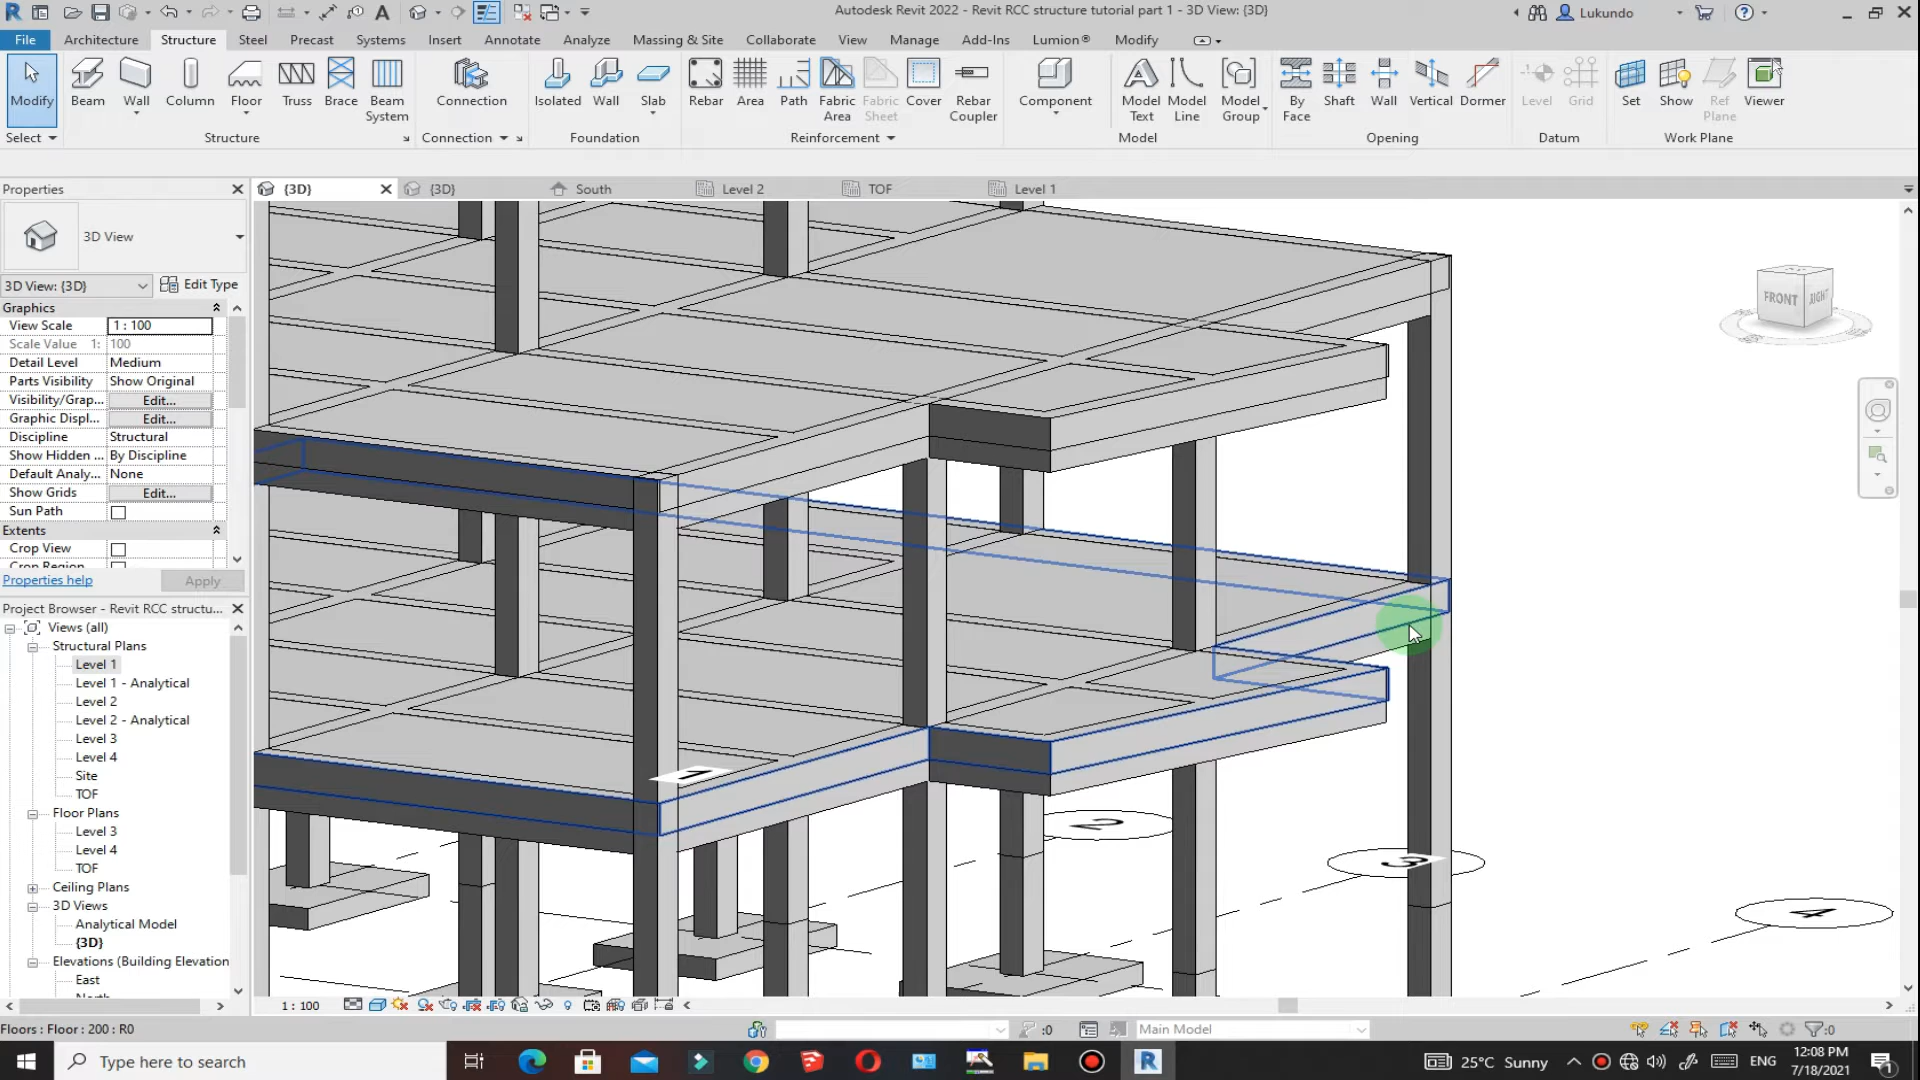 Autodesk Revit 2022 - Revit RCC structure tutorial part 1 - 3D View: {3D}
Lukundo
File Architecture Structure Steel Precast Systems Insert Annotate Analyze Massing & Site Collaborate View Manage Add-Ins Lumion® Modify
Modify Beam Wall Column Floor Truss Brace Beam System Connection Isolated Wall Slab Rebar Area Path Fabric Area Fabric Sheet Cover Rebar Coupler Component Model Text Model Line Model Group By Face Shaft Wall Vertical Dormer Level Grid Set Show Ref Plane Viewer
Select Structure Connection Foundation Reinforcement Model Opening Datum Work Plane
Properties
{3D} {3D} South Level 2 TOF Level 1
3D View
3D View: {3D} Edit Type
Graphics
View Scale 1 : 100
Scale Value 1: 100
Detail Level Medium
Parts Visibility Show Original
Visibility/Grap... Edit...
Graphic Displ... Edit...
Discipline Structural
Show Hidden ... By Discipline
Default Analy... None
Show Grids Edit...
Sun Path
Extents
Crop View
Crop Region
Properties help Apply
Project Browser - Revit RCC structu...
Views (all)
Structural Plans
Level 1
Level 1 - Analytical
Level 2
Level 2 - Analytical
Level 3
Level 4
Site
TOF
Floor Plans
Level 3
Level 4
TOF
Ceiling Plans
3D Views
Analytical Model
{3D}
Elevations (Building Elevation
East
North
FRONT RIGHT
1
2
3
4
1 : 100
Floors : Floor : 200 : R0
:0
Main Model
:0
Type here to search
25°C Sunny
ENG
12:08 PM
7/18/2021
1